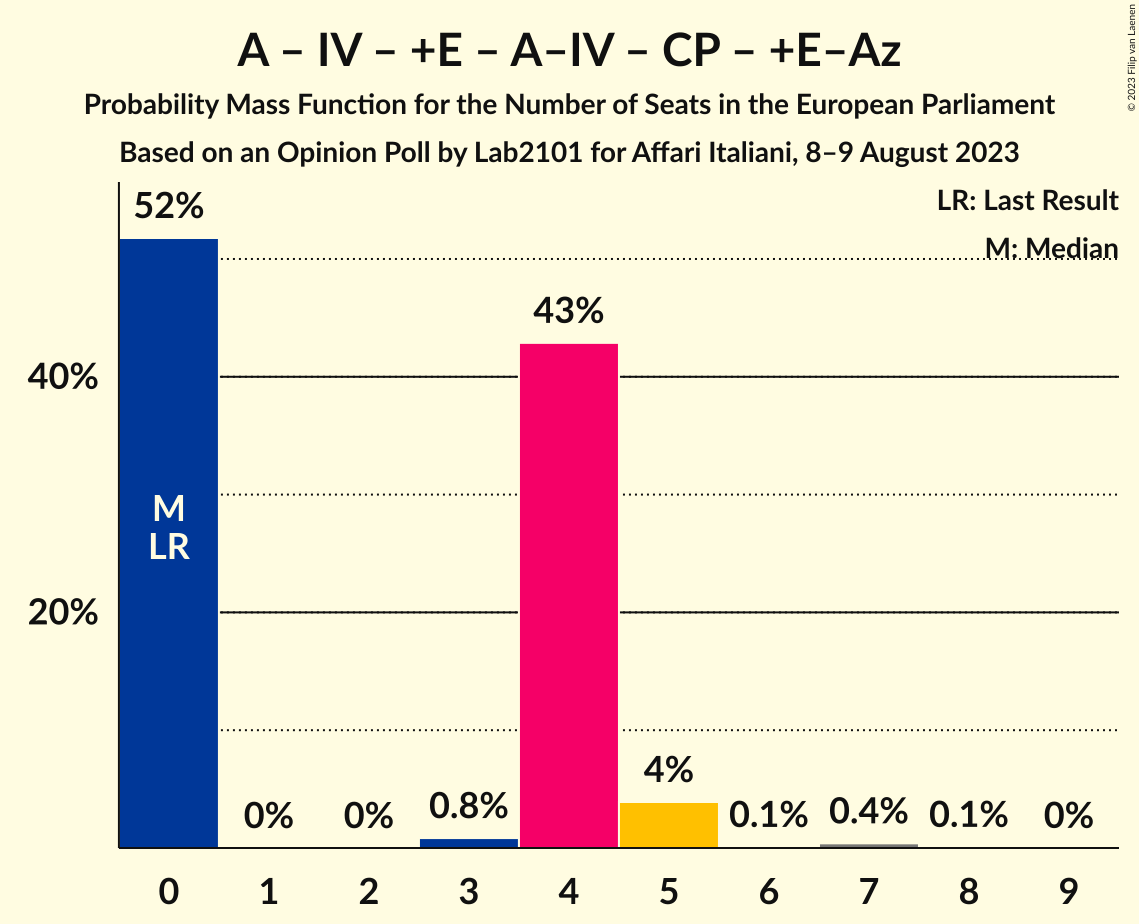 A – IV – +E – A–IV – CP – +E–Az
Probability Mass Function for the Number of Seats in the European Parliament
Based on an Opinion Poll by Lab2101 for Affari Italiani, 8–9 August 2023
© 2023 Filip van Laenen
LR: Last Result
M: Median
52%
43%
40%
M
LR
20%
4%
0% 0% 0.8% 0.1% 0.4% 0.1% 0%
0 1 2 3 4 5 6 7 8 9